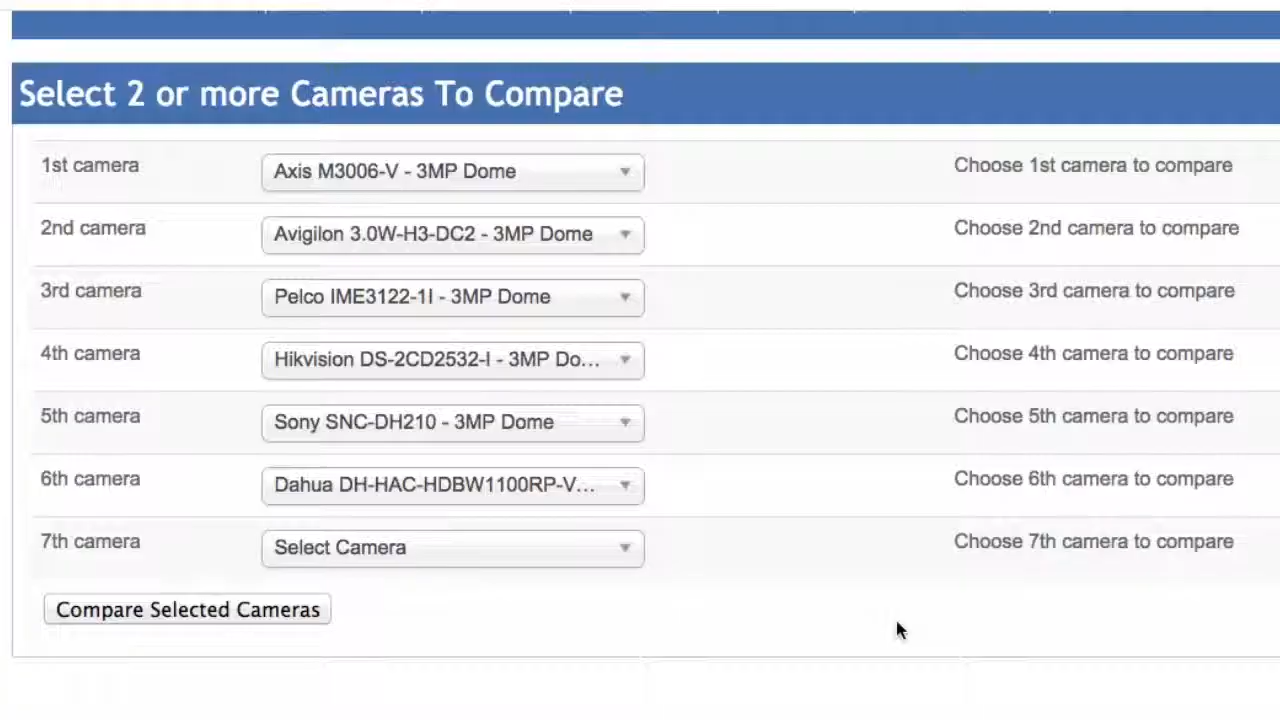 Select 2 or more Cameras To Compare
1st camera Axis M3006-V - 3MP Dome Choose 1st camera to compare
2nd camera Avigilon 3.0W-H3-DC2 - 3MP Dome Choose 2nd camera to compare
3rd camera Pelco IME3122-1I - 3MP Dome Choose 3rd camera to compare
4th camera Hikvision DS-2CD2532-I - 3MP Do... Choose 4th camera to compare
5th camera Sony SNC-DH210 - 3MP Dome Choose 5th camera to compare
6th camera Dahua DH-HAC-HDBW1100RP-V... Choose 6th camera to compare
7th camera Select Camera Choose 7th camera to compare
Compare Selected Cameras